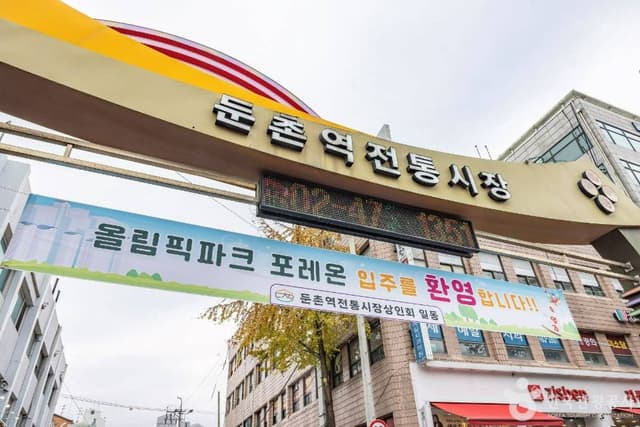 둔촌역전통시장
올림픽파크 포레온 입주를 환영합니다!!
둔촌역전통시장상인회 일동